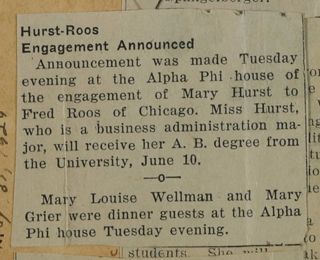 Hurst-Roos
Engagement Announced
Announcement was made Tuesday
evening at the Alpha Phi house of
the engagement of Mary Hurst to
Fred Roos of Chicago. Miss Hurst,
who is a business administration ma-
jor, will receive her A. B. degree from
the University, June 10.
—o—
Mary Louise Wellman and Mary
Grier were dinner guests at the Alpha
Phi house Tuesday evening.
students. She will